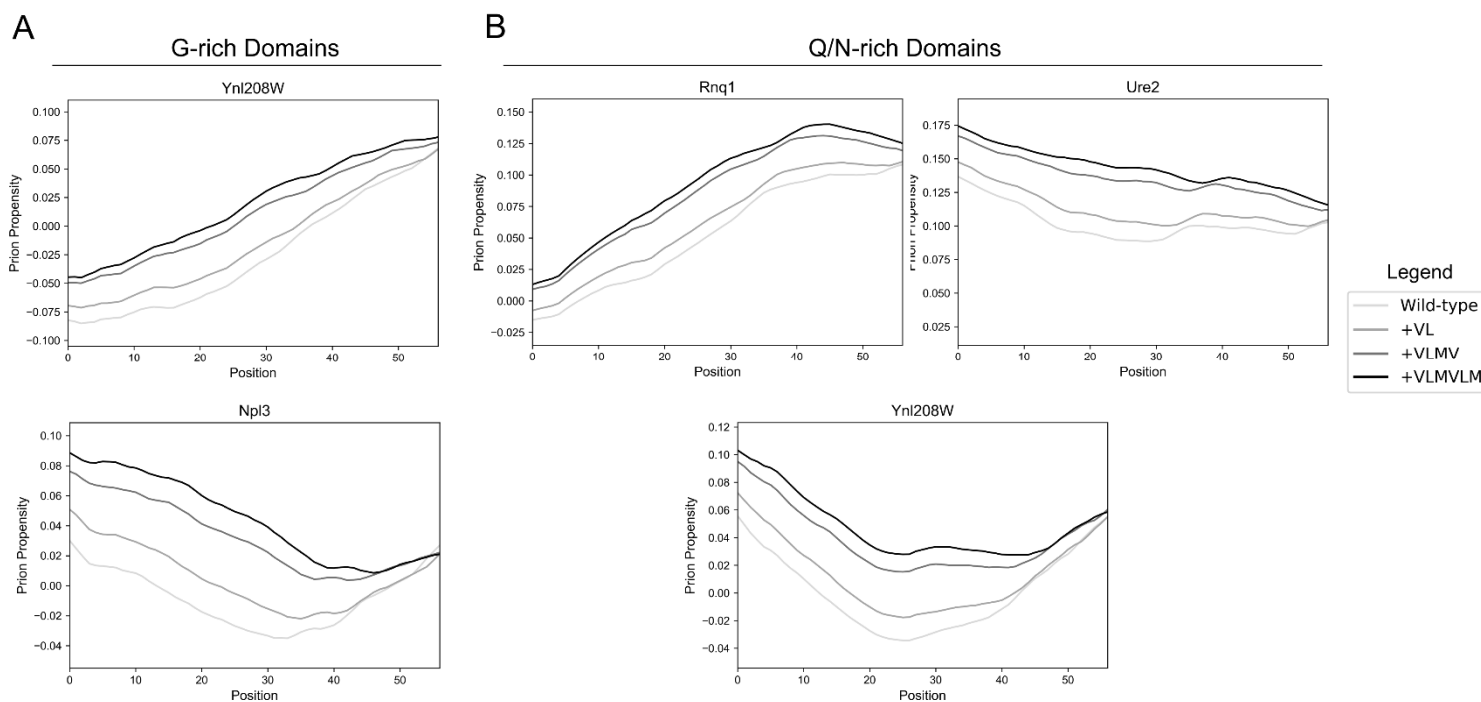 A
G-rich Domains
Ynl208W
Prion Propensity
0.100
0.075
0.050
0.025
0.000
−0.025
−0.050
−0.075
−0.100
0 10 20 30 40 50
Position
Npl3
Prion Propensity
0.10
0.08
0.06
0.04
0.02
0.00
−0.02
−0.04
0 10 20 30 40 50
Position
B
Q/N-rich Domains
Rnq1
Prion Propensity
0.150
0.125
0.100
0.075
0.050
0.025
0.000
−0.025
0 10 20 30 40 50
Position
Ure2
Prion Propensity
0.175
0.150
0.125
0.100
0.075
0.050
0.025
0 10 20 30 40 50
Position
Ynl208W
Prion Propensity
0.12
0.10
0.08
0.06
0.04
0.02
0.00
−0.02
−0.04
0 10 20 30 40 50
Position
Legend
Wild-type
+VL
+VLMV
+VLMVLM